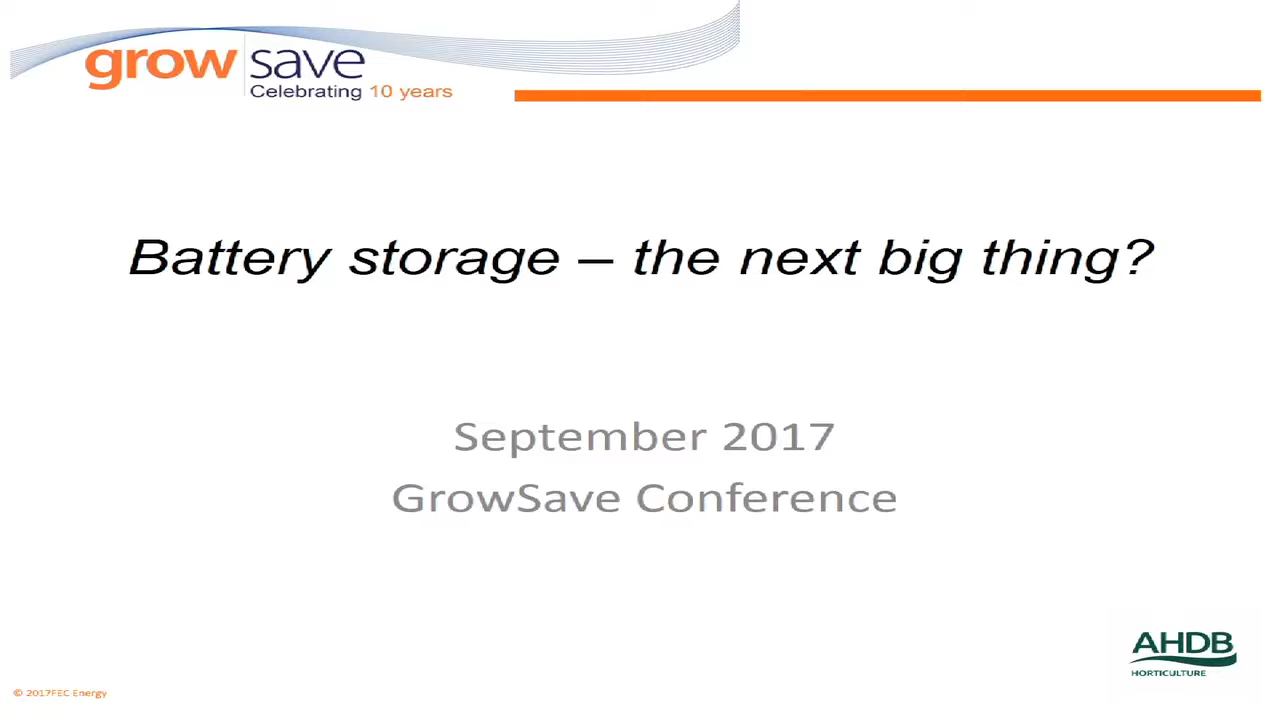 grow save
Celebrating 10 years
Battery storage – the next big thing?
September 2017
GrowSave Conference
AHDB
HORTICULTURE
© 2017FEC Energy